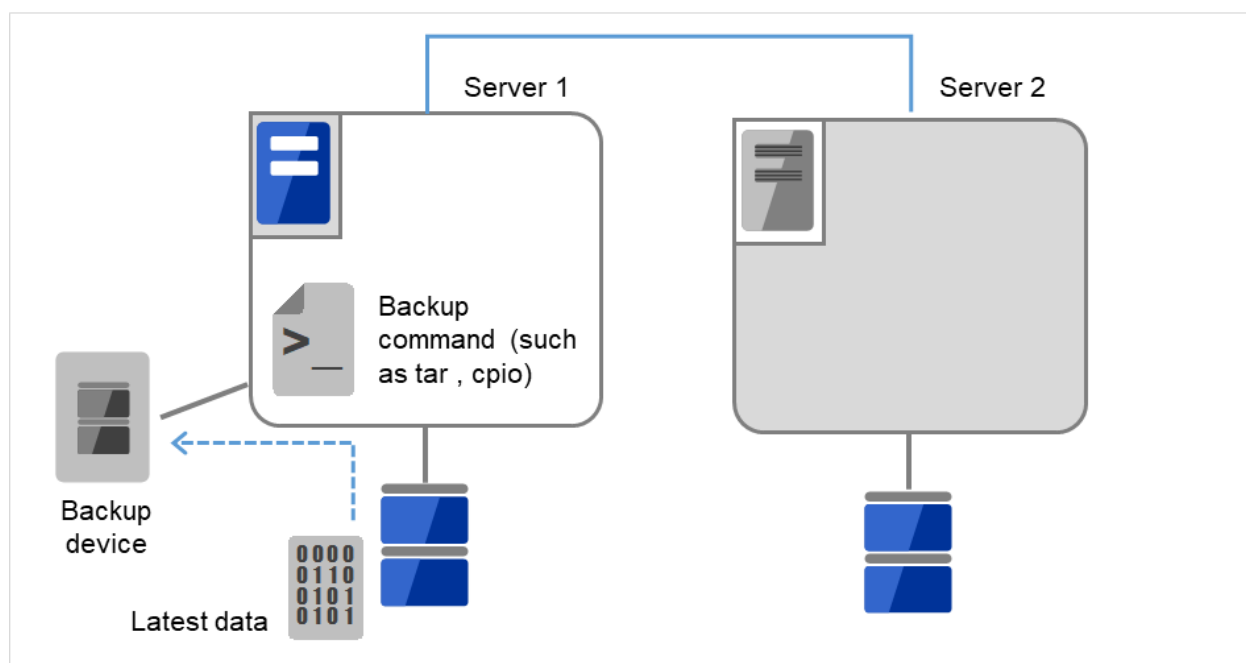 Server 1
Server 2
Backup
command (such
as tar , cpio)
Backup
device
0000
0110
0101
0101
Latest data
>_